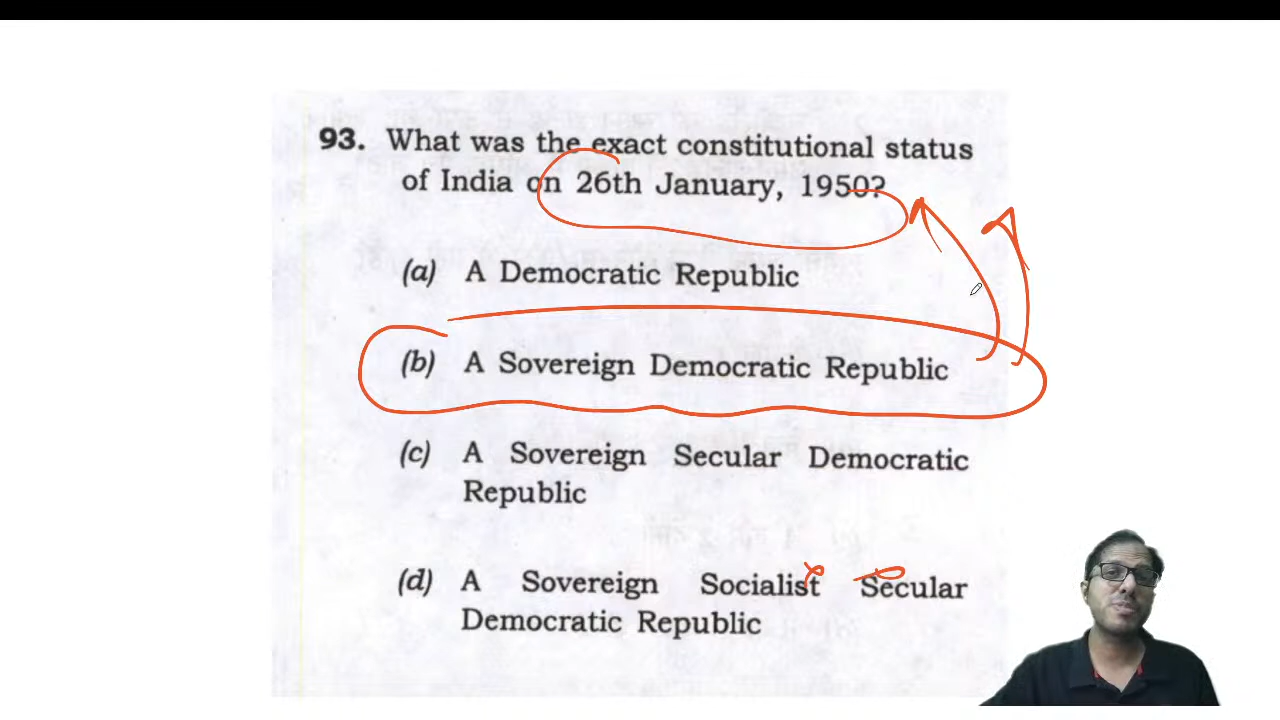 93. What was the exact constitutional status
of India on 26th January, 1950?
(a) A Democratic Republic
(b) A Sovereign Democratic Republic
(c) A Sovereign Secular Democratic
Republic
(d) A Sovereign Socialist Secular
Democratic Republic